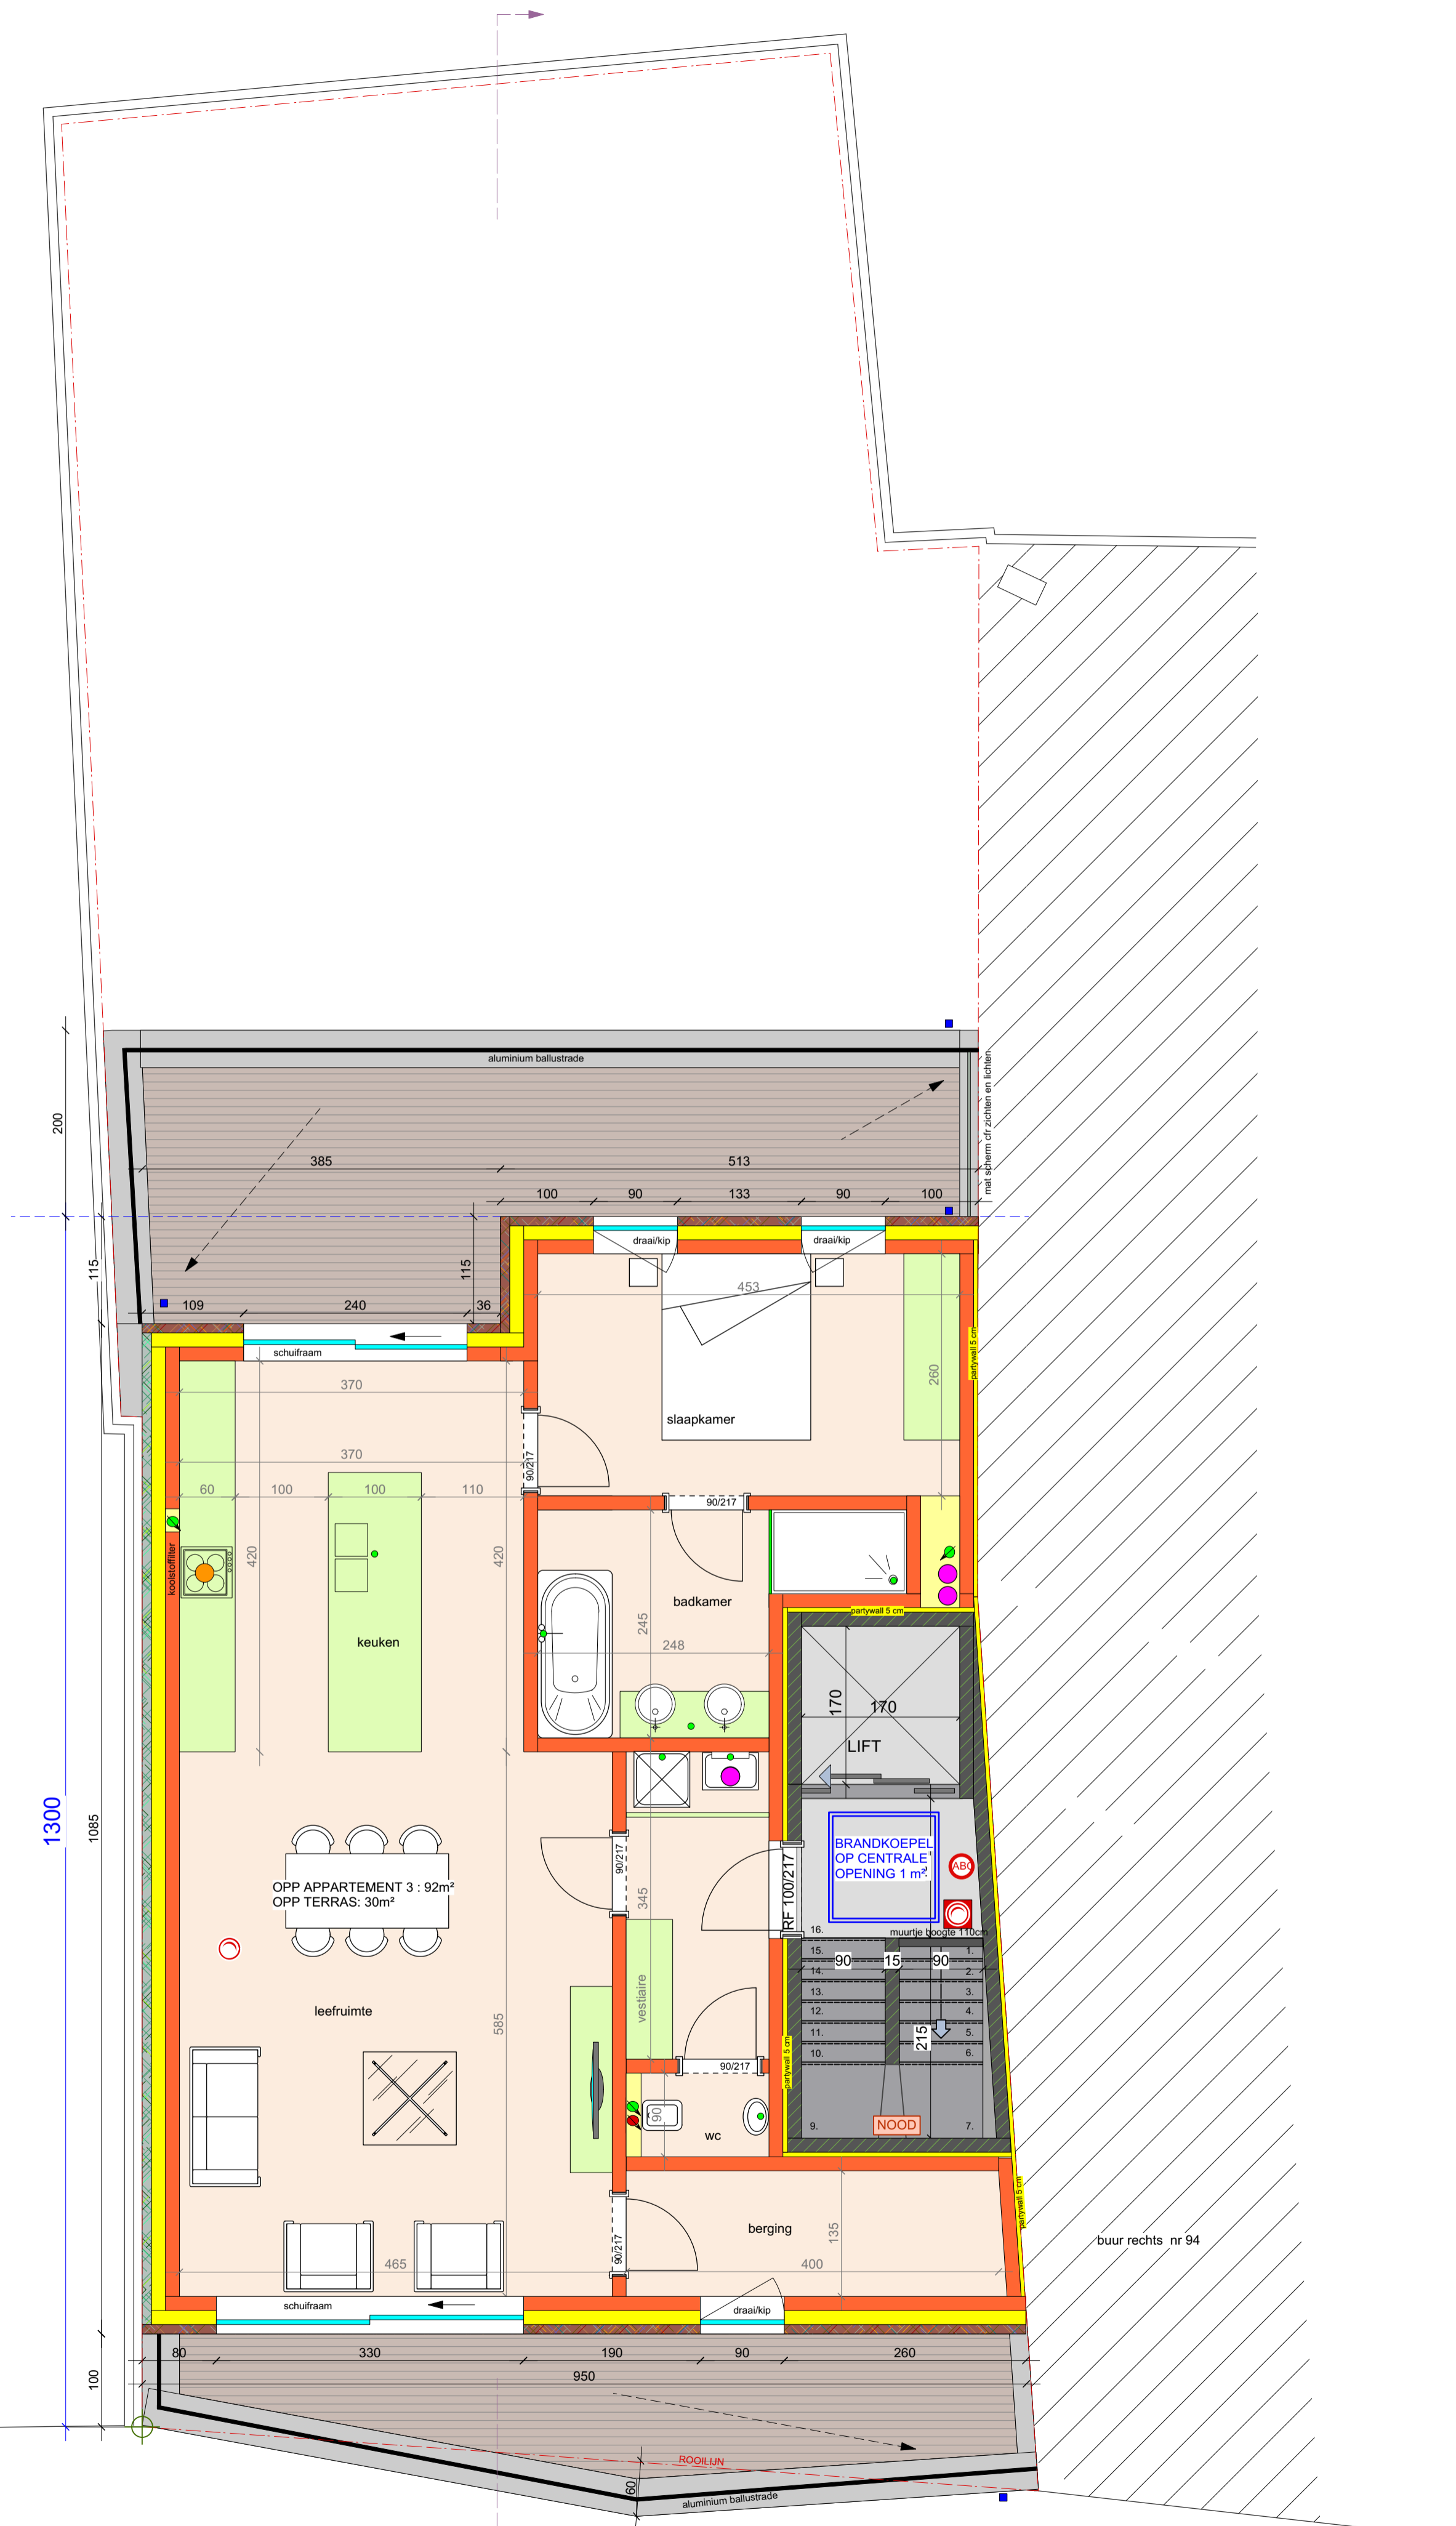 aluminium ballustrade
mat scherm cfr zichten en lichten
200
385
513
100
90
133
90
100
115
115
109
240
36
draai/kip
draai/kip
schuifraam
453
370
260
partywall 5 cm
slaapkamer
370
90/217
60
100
100
110
90/217
koolstoffilter
420
420
badkamer
partywall 5 cm
245
keuken
248
170
170
LIFT
1300
1085
BRANDKOEPEL
OP CENTRALE
OPENING 1 m²
ABC
90/217
OPP APPARTEMENT 3 : 92m²
OPP TERRAS: 30m²
345
RF 100/217
16.
muurtje hoogte 110cm
15.
1.
90
15
90
14.
2.
13.
3.
12.
4.
11.
5.
10.
6.
vestiaire
leefruimte
585
215
partywall 5 cm
90/217
90
9.
NOOD
7.
wc
partywall 5 cm
berging
135
buur rechts nr 94
90/217
465
400
schuifraam
draai/kip
80
330
190
90
260
950
100
ROOILIJN
60
aluminium ballustrade